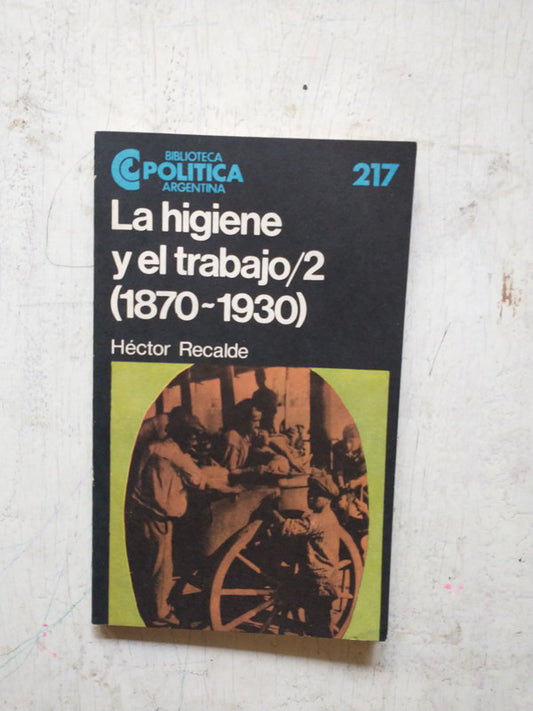 BIBLIOTECA
POLITICA
ARGENTINA
217
La higiene
y el trabajo/2
(1870~1930)
Héctor Recalde